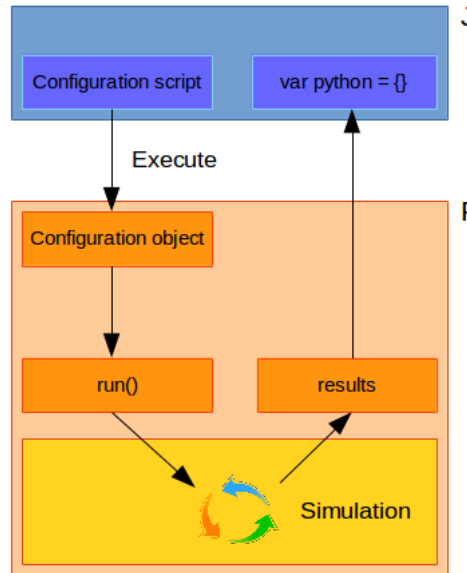 Configuration script
var python = {}
Execute
Configuration object
run()
results
Simulation